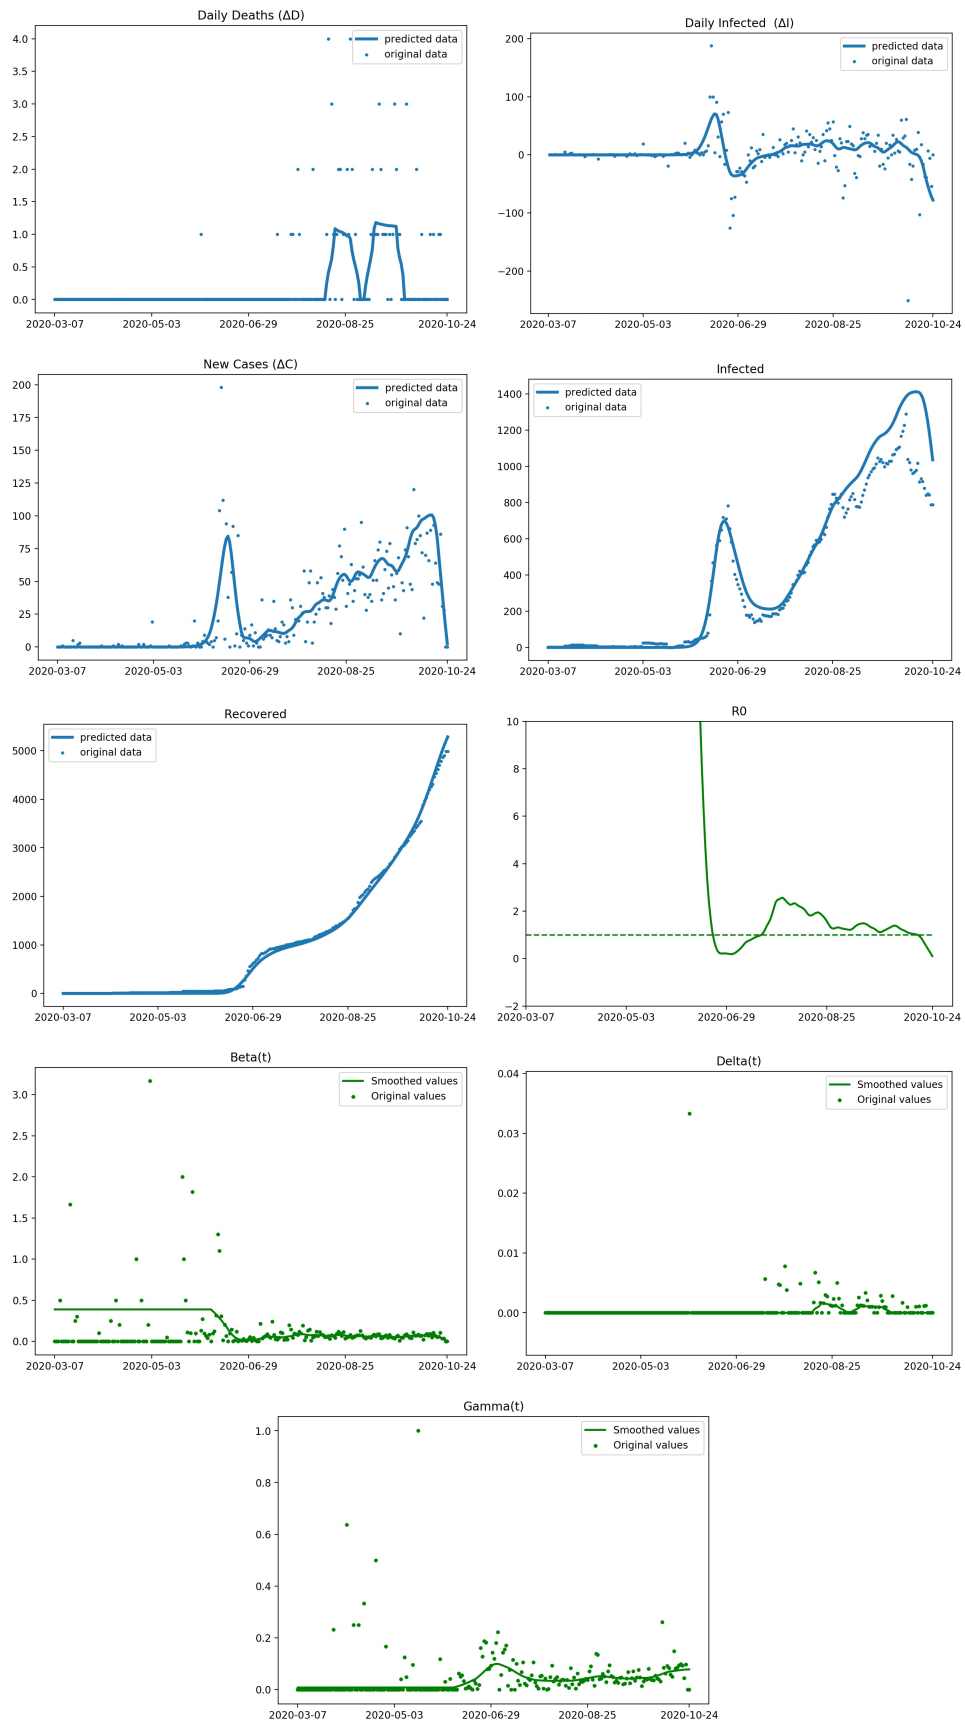 Daily Deaths (ΔD)
4.0
3.5
3.0
2.5
2.0
1.5
1.0
0.5
0.0
predicted data
original data
2020-03-07 2020-05-03 2020-06-29 2020-08-25 2020-10-24
Daily Infected (ΔI)
200
100
0
−100
−200
predicted data
original data
2020-03-07 2020-05-03 2020-06-29 2020-08-25 2020-10-24
New Cases (ΔC)
200
175
150
125
100
75
50
25
0
predicted data
original data
2020-03-07 2020-05-03 2020-06-29 2020-08-25 2020-10-24
Infected
1400
1200
1000
800
600
400
200
0
predicted data
original data
2020-03-07 2020-05-03 2020-06-29 2020-08-25 2020-10-24
Recovered
5000
4000
3000
2000
1000
0
predicted data
original data
2020-03-07 2020-05-03 2020-06-29 2020-08-25 2020-10-24
R0
10
8
6
4
2
0
−2
2020-03-07 2020-05-03 2020-06-29 2020-08-25 2020-10-24
Beta(t)
3.0
2.5
2.0
1.5
1.0
0.5
0.0
Smoothed values
Original values
2020-03-07 2020-05-03 2020-06-29 2020-08-25 2020-10-24
Delta(t)
0.04
0.03
0.02
0.01
0.00
Smoothed values
Original values
2020-03-07 2020-05-03 2020-06-29 2020-08-25 2020-10-24
Gamma(t)
1.0
0.8
0.6
0.4
0.2
0.0
Smoothed values
Original values
2020-03-07 2020-05-03 2020-06-29 2020-08-25 2020-10-24